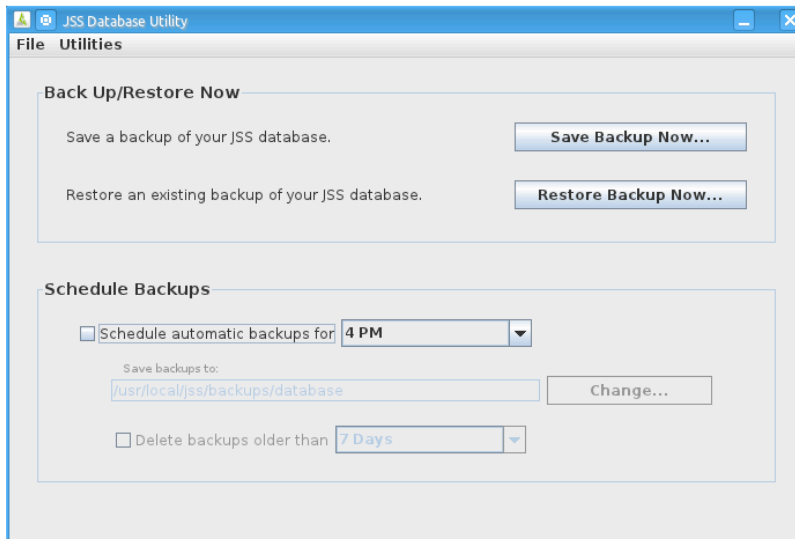 JSS Database Utility
File Utilities
Back Up/Restore Now
Save a backup of your JSS database.
Save Backup Now...
Restore an existing backup of your JSS database.
Restore Backup Now...
Schedule Backups
Schedule automatic backups for 4 PM
Save backups to:
/usr/local/jss/backups/database
Change...
Delete backups older than 7 Days